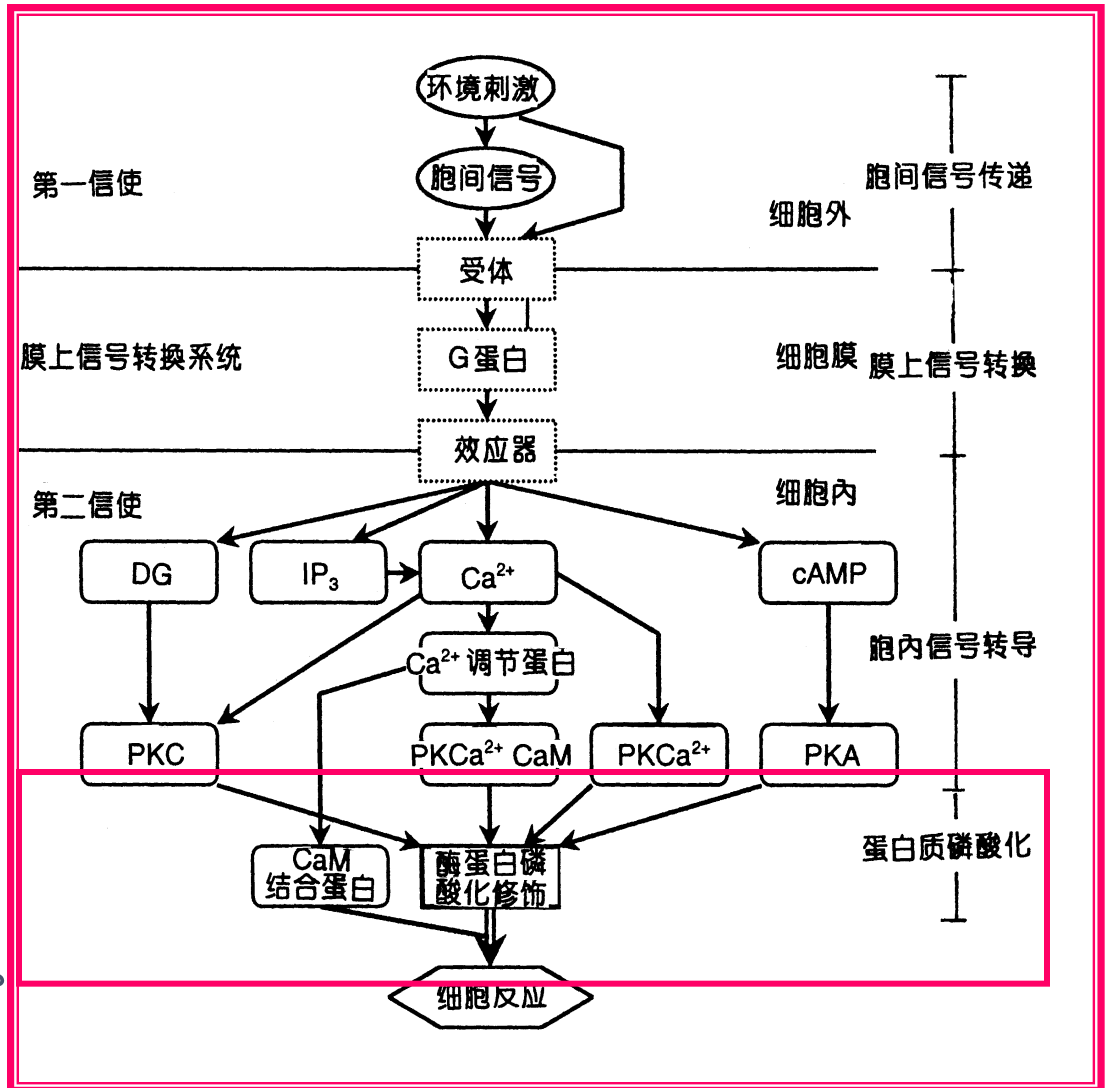 环境刺激
胞间信号
第一信使
胞间信号传递
细胞外
受体
膜上信号转换系统
G蛋白
细胞膜
膜上信号转换
效应器
第二信使
细胞内
DG
IP₃
Ca²⁺
cAMP
胞内信号转导
Ca²⁺ 调节蛋白
PKC
PKCa²⁺ CaM
PKCa²⁺
PKA
蛋白质磷酸化
CaM
结合蛋白
酶蛋白磷
酸化修饰
细胞反应